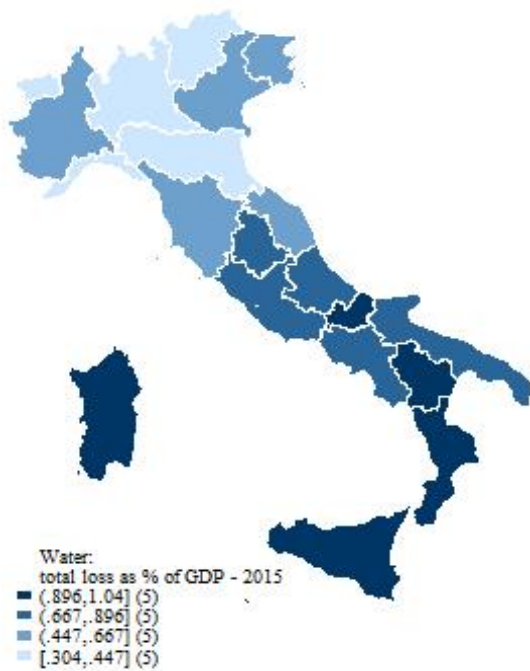 Water:
total loss as % of GDP - 2015
(.896,1.04] (5)
(.667,.896] (5)
(.447,.667] (5)
[.304,.447] (5)